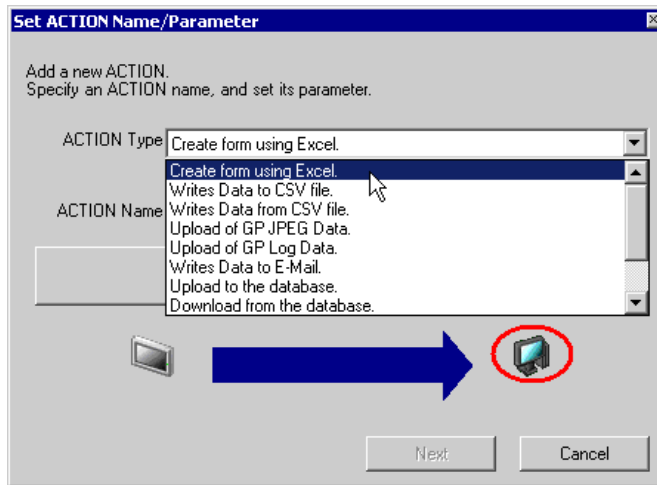 Set ACTION Name/Parameter
Add a new ACTION.
Specify an ACTION name, and set its parameter.
ACTION Type Create form using Excel.
Create form using Excel.
Writes Data to CSV file.
ACTION Name Writes Data from CSV file.
Upload of GP JPEG Data.
Upload of GP Log Data.
Writes Data to E-Mail.
Upload to the database.
Download from the database.
Next Cancel